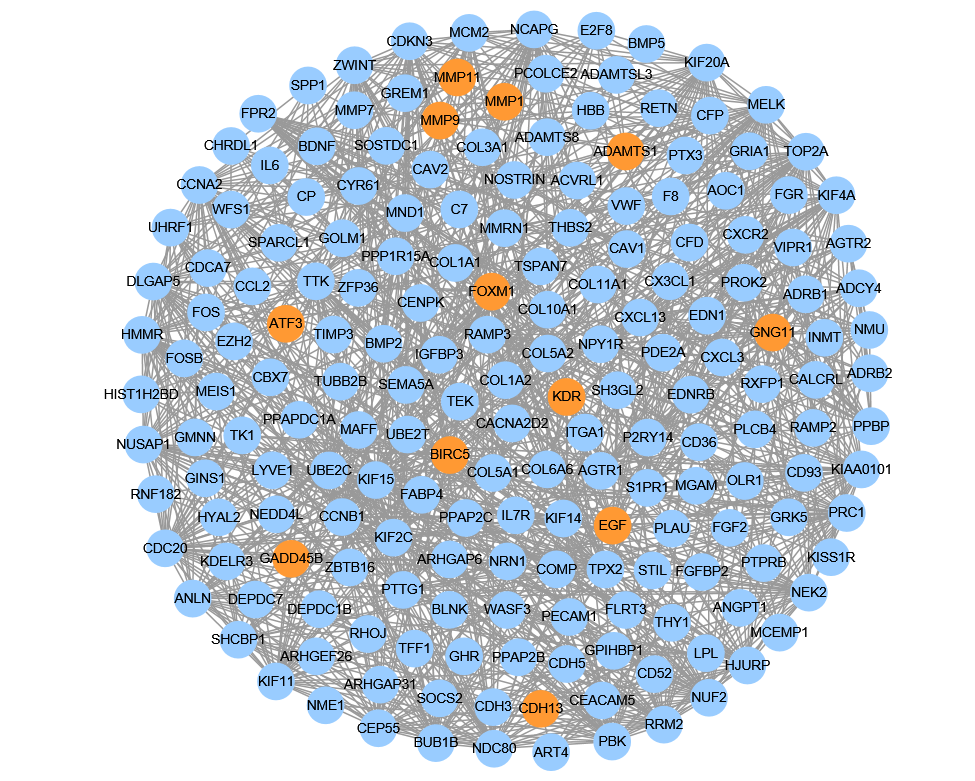 NCAPG
E2F8
MCM2
CDKN3
BMP5
KIF20A
ZWINT
PCOLCE2
ADAMTSL3
MMP11
SPP1
GREM1
MMP1
MELK
FPR2
MMP7
HBB
RETN
CFP
MMP9
CHRDL1
BDNF
SOSTDC1
COL3A1
ADAMTS8
ADAMTS1
PTX3
GRIA1
TOP2A
IL6
CAV2
NOSTRIN
ACVRL1
CCNA2
CP
CYR61
F8
AOC1
FGR
KIF4A
WFS1
MND1
C7
VWF
UHRF1
SPARCL1
GOLM1
MMRN1
THBS2
CAV1
CFD
CXCR2
VIPR1
AGTR2
PPP1R15A
COL1A1
TSPAN7
DLGAP5
CDCA7
CCL2
TTK
ZFP36
FOXM1
COL11A1
CX3CL1
PROK2
ADRB1
ADCY4
CENPK
COL10A1
FOS
ATF3
TIMP3
CXCL13
EDN1
GNG11
NMU
HMMR
EZH2
BMP2
RAMP3
NPY1R
INMT
FOSB
IGFBP3
COL5A2
PDE2A
CXCL3
CBX7
TUBB2B
SEMA5A
COL1A2
SH3GL2
RXFP1
CALCRL
ADRB2
HIST1H2BD
MEIS1
TEK
KDR
EDNRB
PPAPDC1A
MAFF
CACNA2D2
ITGA1
PLCB4
RAMP2
PPBP
NUSAP1
GMNN
TK1
UBE2T
P2RY14
CD36
BIRC5
LYVE1
UBE2C
KIF15
COL5A1
COL6A6
AGTR1
MGAM
OLR1
CD93
KIAA0101
RNF182
GINS1
FABP4
S1PR1
HYAL2
NEDD4L
CCNB1
PPAP2C
IL7R
KIF14
EGF
PLAU
FGF2
GRK5
PRC1
KIF2C
CDC20
KDELR3
GADD45B
ZBTB16
ARHGAP6
NRN1
COMP
TPX2
STIL
FGFBP2
PTPRB
KISS1R
PTTG1
ANLN
DEPDC7
DEPDC1B
BLNK
WASF3
PECAM1
FLRT3
THY1
ANGPT1
NEK2
SHCBP1
RHOJ
TFF1
GHR
PPAP2B
CDH5
GPIHBP1
LPL
MCEMP1
ARHGEF26
CD52
HJURP
KIF11
ARHGAP31
SOCS2
CDH3
CDH13
CEACAM5
NUF2
NME1
RRM2
CEP55
BUB1B
NDC80
ART4
PBK